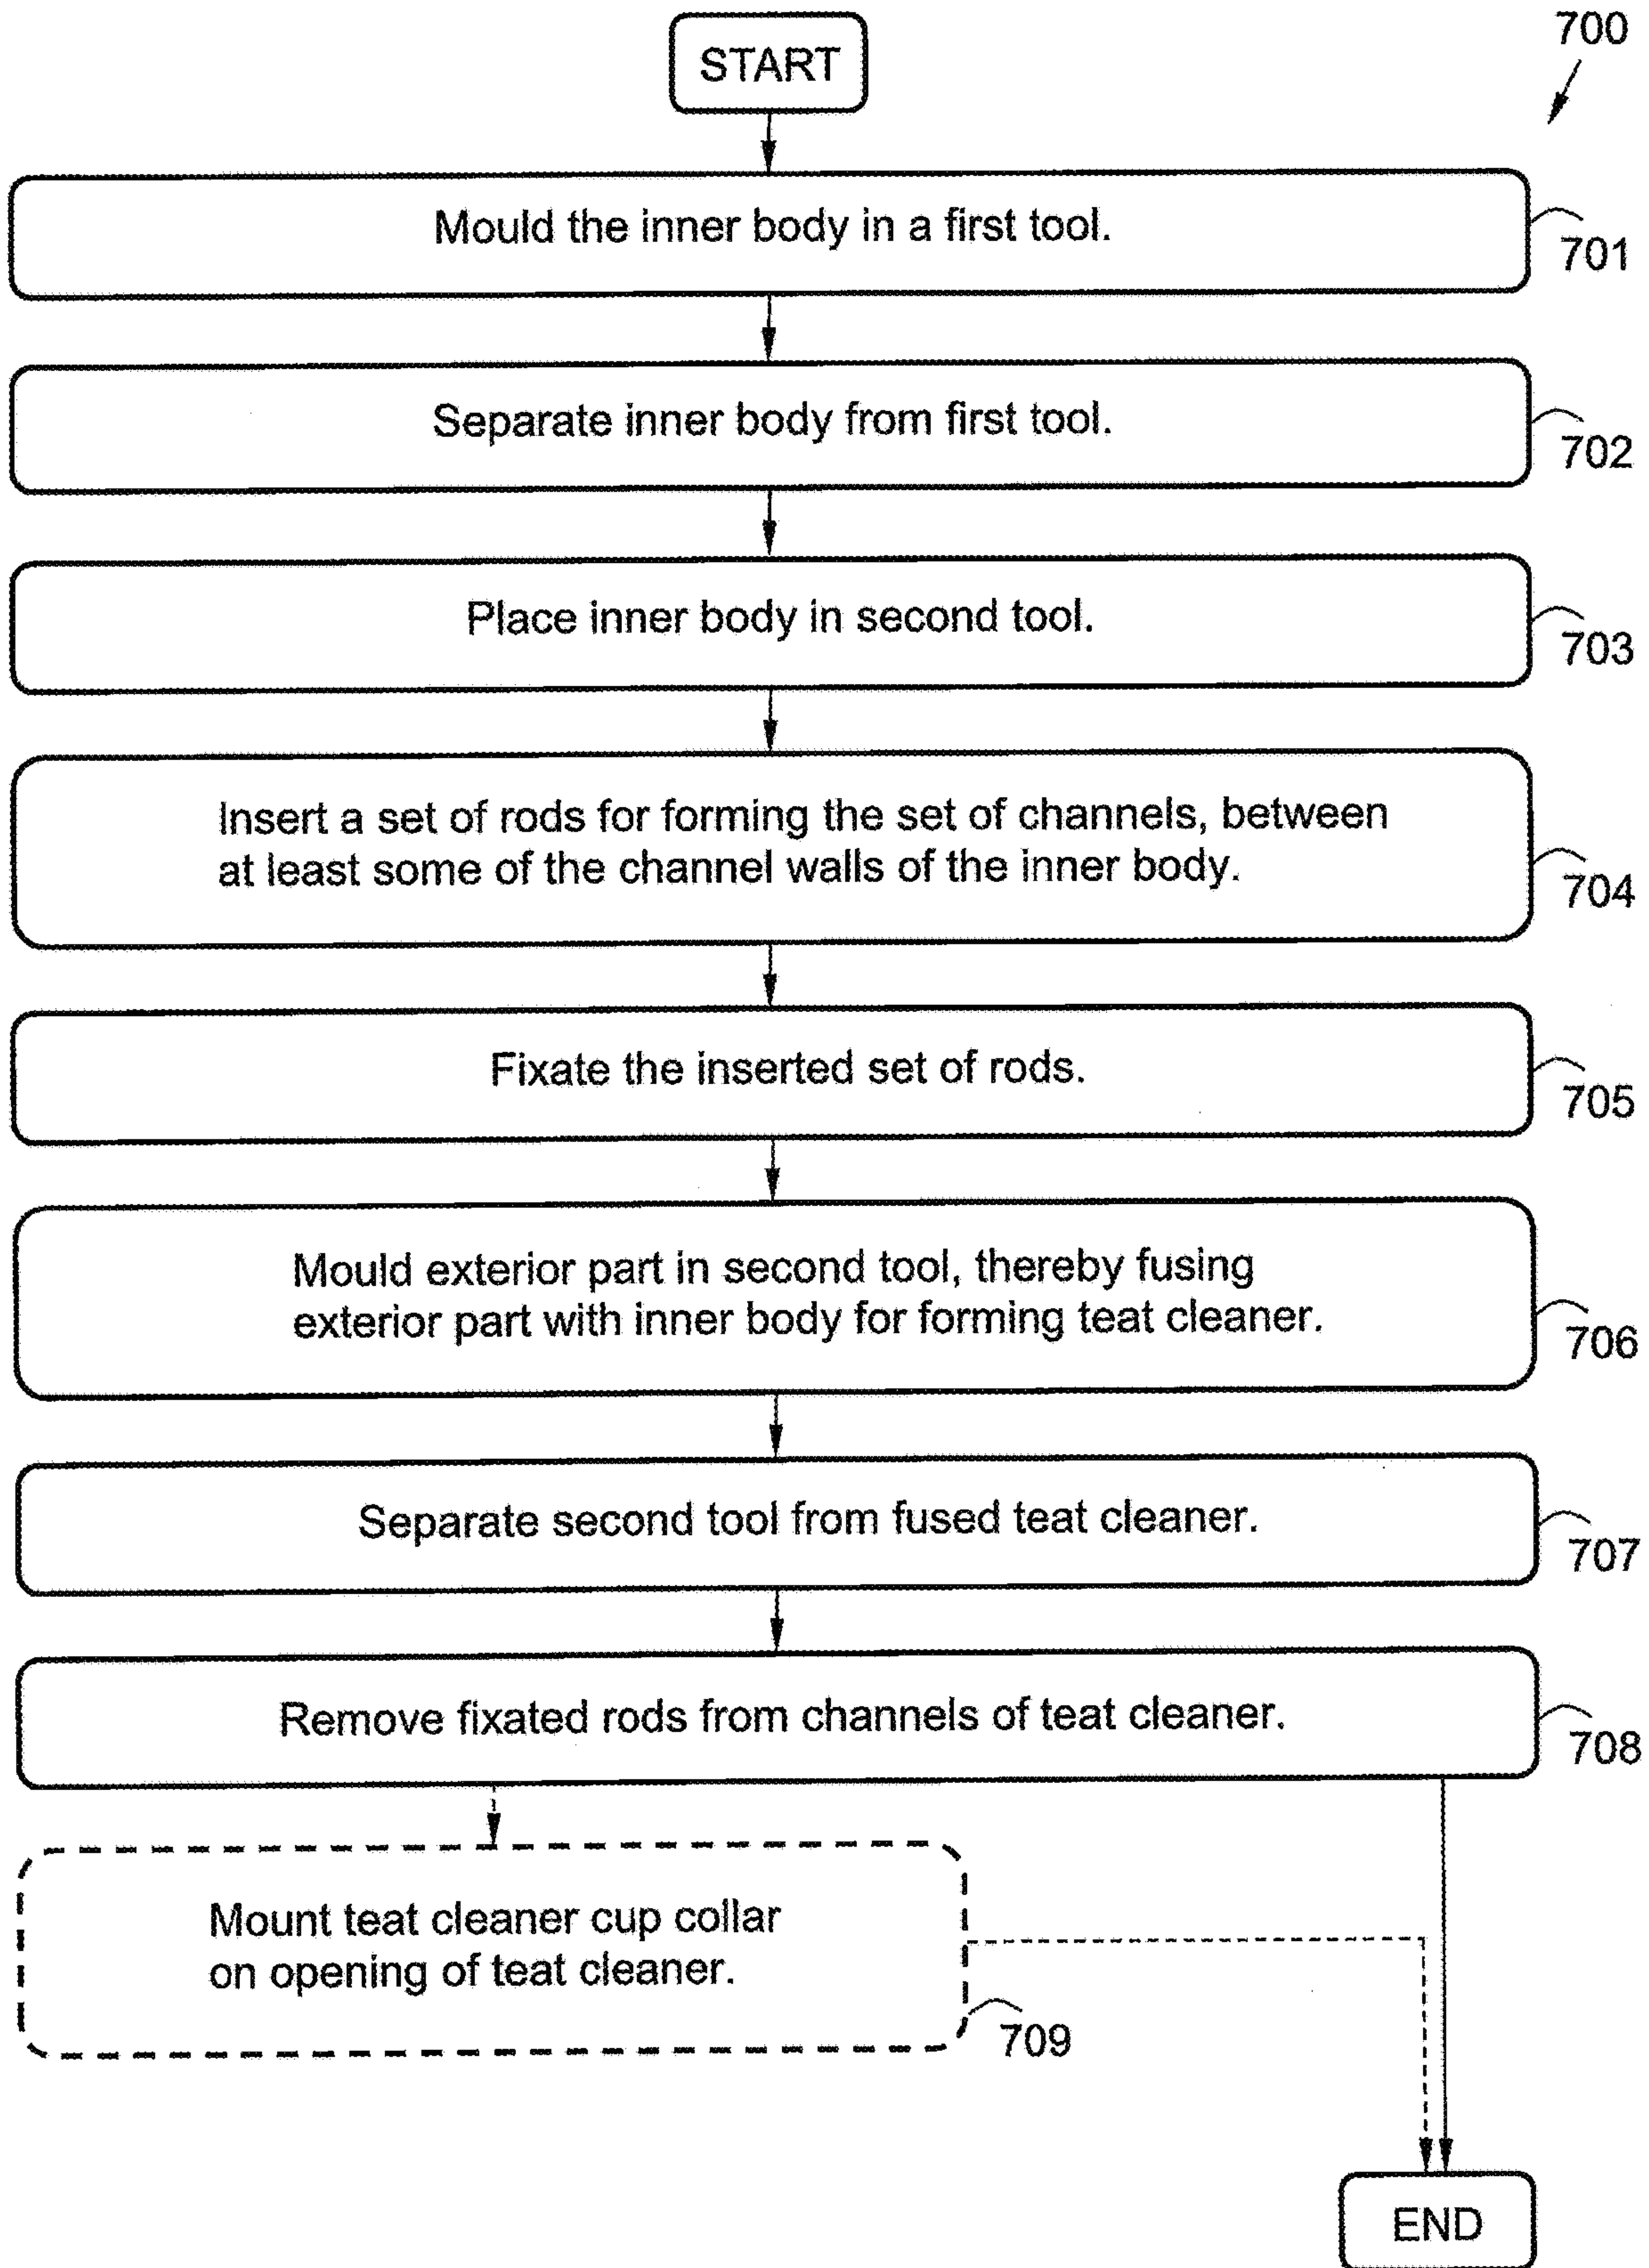 700
START
Mould the inner body in a first tool.
701
Separate inner body from first tool.
702
Place inner body in second tool.
703
Insert a set of rods for forming the set of channels, between
at least some of the channel walls of the inner body.
704
Fixate the inserted set of rods.
705
Mould exterior part in second tool, thereby fusing
exterior part with inner body for forming teat cleaner.
706
Separate second tool from fused teat cleaner.
707
Remove fixated rods from channels of teat cleaner.
708
Mount teat cleaner cup collar
on opening of teat cleaner.
709
END